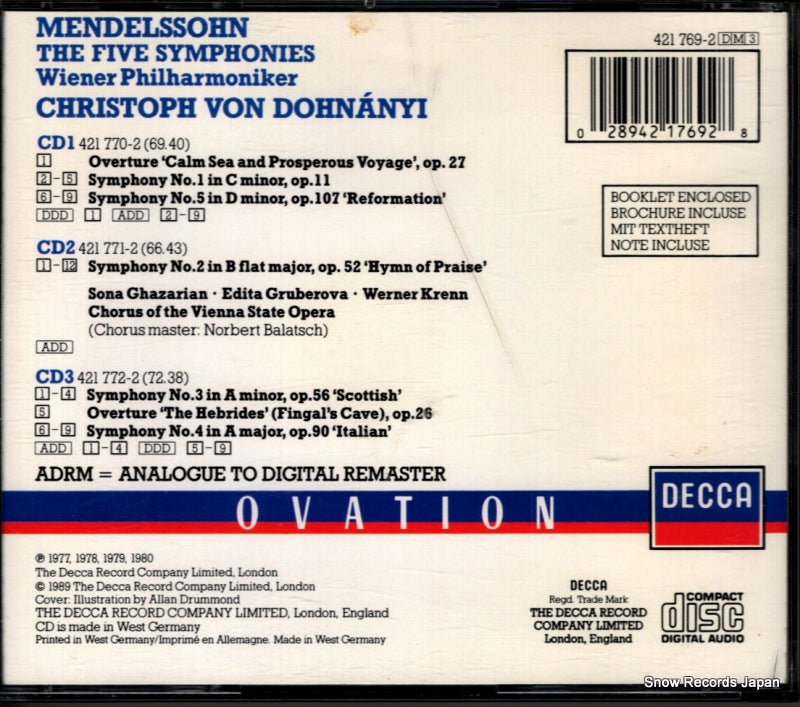 MENDELSSOHN
THE FIVE SYMPHONIES
Wiener Philharmoniker
CHRISTOPH VON DOHNÁNYI
421 769-2 DM 3
0 28942 17692 8
BOOKLET ENCLOSED
BROCHURE INCLUSE
MIT TEXTHEFT
NOTE INCLUSE
CD1 421 770-2 (69.40)
1 Overture ‘Calm Sea and Prosperous Voyage’, op. 27
2-5 Symphony No.1 in C minor, op.11
6-9 Symphony No.5 in D minor, op.107 ‘Reformation’
DDD 1 ADD 2-9
CD2 421 771-2 (66.43)
1-12 Symphony No.2 in B flat major, op. 52 ‘Hymn of Praise’
Sona Ghazarian · Edita Gruberova · Werner Krenn
Chorus of the Vienna State Opera
(Chorus master: Norbert Balatsch)
ADD
CD3 421 772-2 (72.38)
1-4 Symphony No.3 in A minor, op.56 ‘Scottish’
5 Overture ‘The Hebrides’ (Fingal’s Cave), op.26
6-9 Symphony No.4 in A major, op.90 ‘Italian’
ADD 1-4 DDD 5-9
ADRM = ANALOGUE TO DIGITAL REMASTER
OVATION
DECCA
℗ 1977, 1978, 1979, 1980
The Decca Record Company Limited, London
© 1989 The Decca Record Company Limited, London
Cover: Illustration by Allan Drummond
THE DECCA RECORD COMPANY LIMITED, London, England
CD is made in West Germany
Printed in West Germany/Imprimé en Allemagne. Made in West Germany
DECCA
Regd. Trade Mark
THE DECCA RECORD
COMPANY LIMITED
London, England
COMPACT
disc
DIGITAL AUDIO
Snow Records Japan